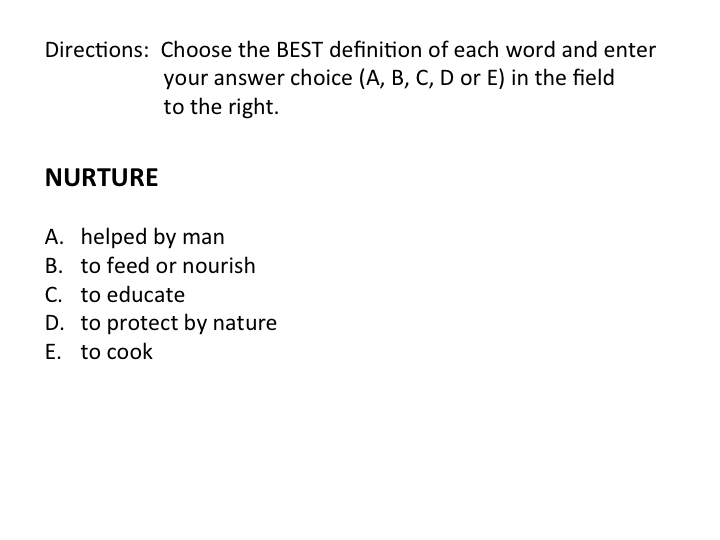 Directions: Choose the BEST definition of each word and enter
your answer choice (A, B, C, D or E) in the field
to the right.
NURTURE
A. helped by man
B. to feed or nourish
C. to educate
D. to protect by nature
E. to cook